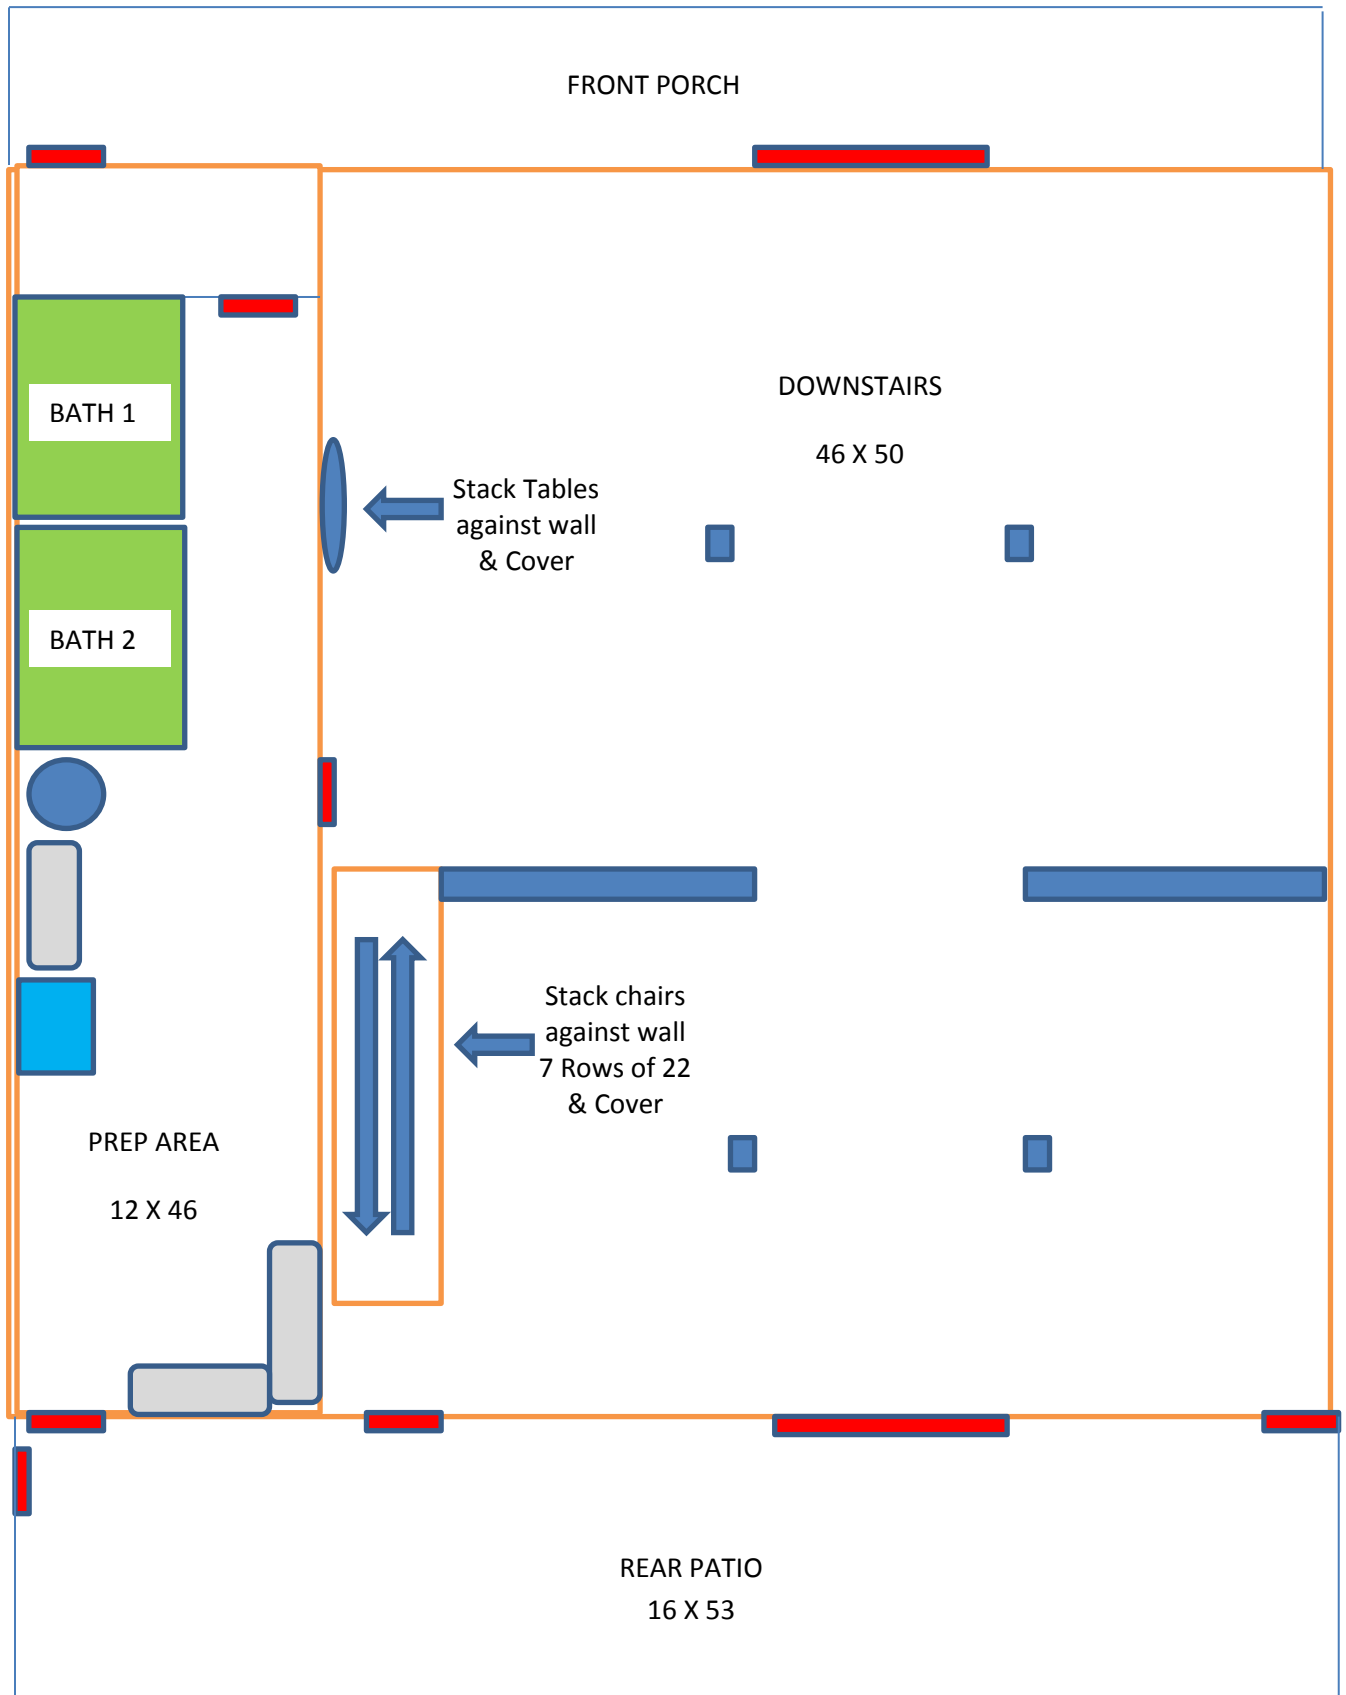 FRONT PORCH
DOWNSTAIRS
46 X 50
BATH 1
Stack Tables
against wall
& Cover
BATH 2
Stack chairs
against wall
7 Rows of 22
& Cover
PREP AREA
12 X 46
REAR PATIO
16 X 53